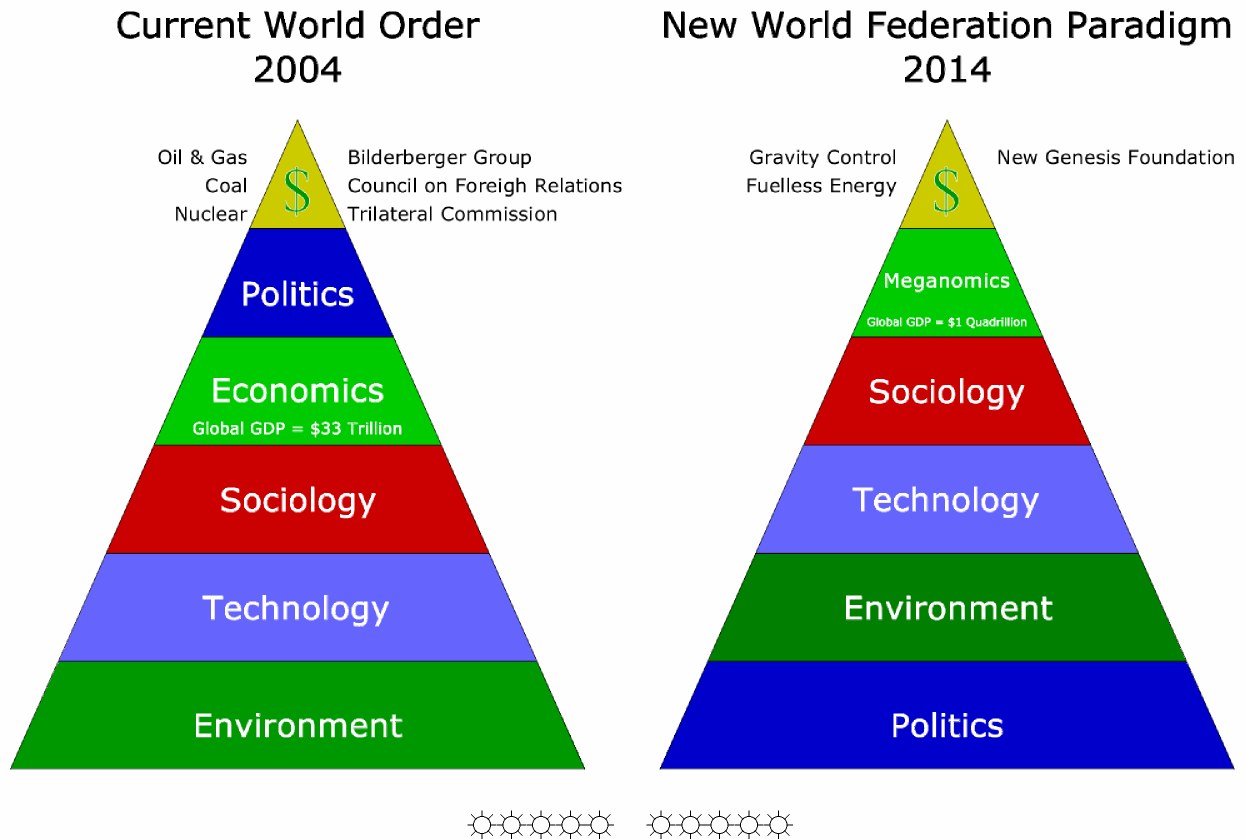 Current World Order
2004
Oil & Gas
Coal
Nuclear
$
Bilderberger Group
Council on Foreigh Relations
Trilateral Commission
Politics
Economics
Global GDP = $33 Trillion
Sociology
Technology
Environment
New World Federation Paradigm
2014
Gravity Control
Fuelless Energy
$
New Genesis Foundation
Meganomics
Global GDP = $1 Quadrillion
Sociology
Technology
Environment
Politics